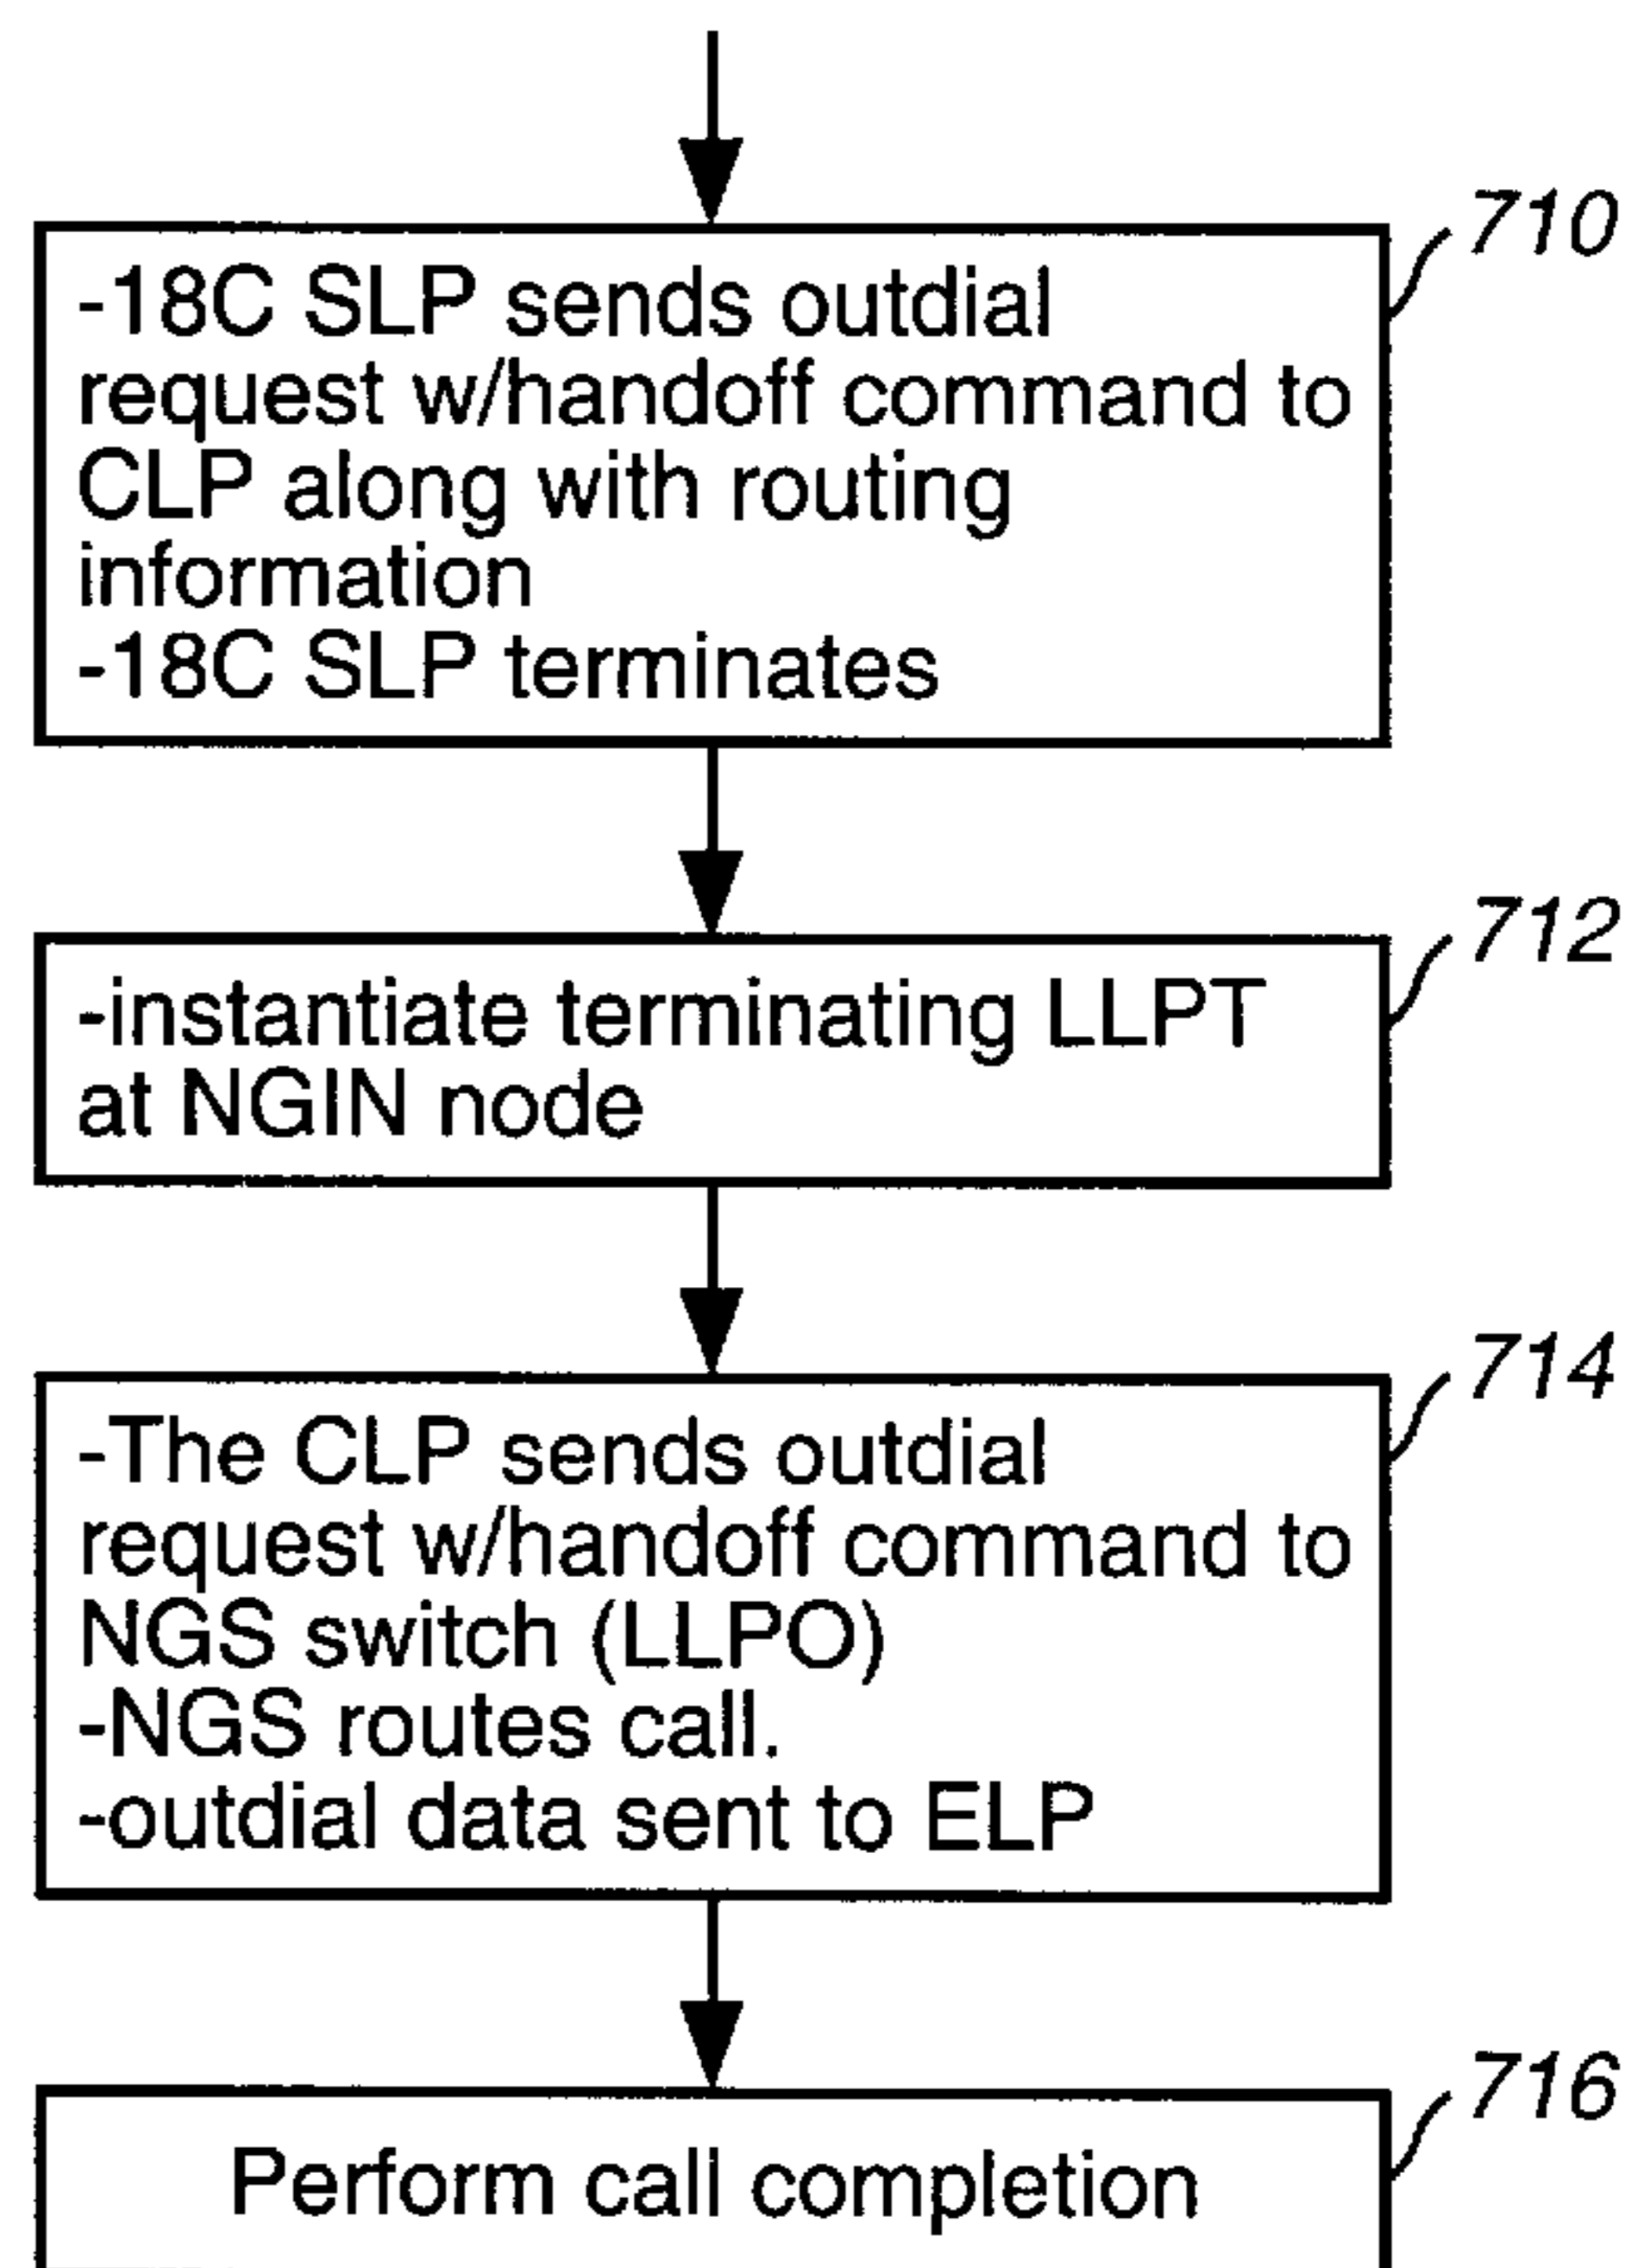 710
-18C SLP sends outdial
request w/handoff command to
CLP along with routing
information
-18C SLP terminates
712
-instantiate terminating LLPT
at NGIN node
714
-The CLP sends outdial
request w/handoff command to
NGS switch (LLPO)
-NGS routes call.
-outdial data sent to ELP
716
Perform call completion